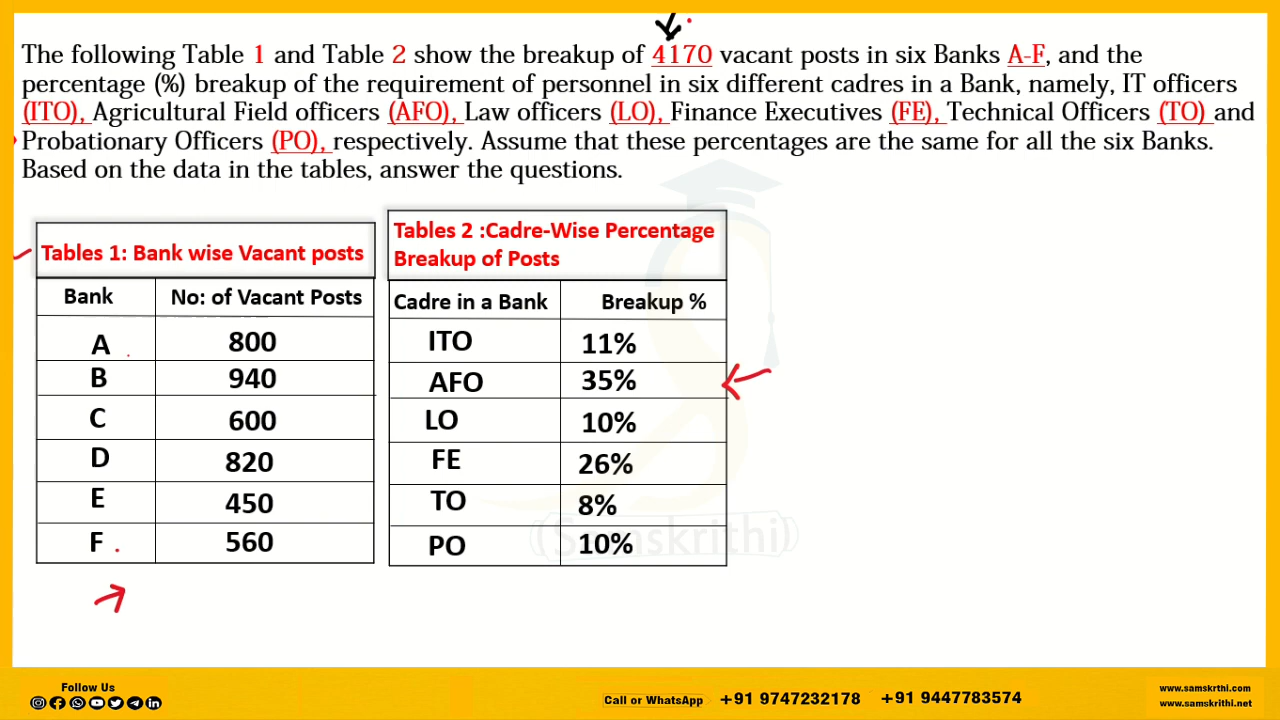 The following Table 1 and Table 2 show the breakup of 4170 vacant posts in six Banks A-F, and the
percentage (%) breakup of the requirement of personnel in six different cadres in a Bank, namely, IT officers
(ITO), Agricultural Field officers (AFO), Law officers (LO), Finance Executives (FE), Technical Officers (TO) and
Probationary Officers (PO), respectively. Assume that these percentages are the same for all the six Banks.
Based on the data in the tables, answer the questions.
Tables 1: Bank wise Vacant posts
Bank No: of Vacant Posts
A 800
B 940
C 600
D 820
E 450
F 560
Tables 2 :Cadre-Wise Percentage
Breakup of Posts
Cadre in a Bank Breakup %
ITO 11%
AFO 35%
LO 10%
FE 26%
TO 8%
PO 10%
(Samskrithi)
Follow Us
Call or WhatsApp +91 9747232178 +91 9447783574
www.samskrthi.com
www.samskrithi.net